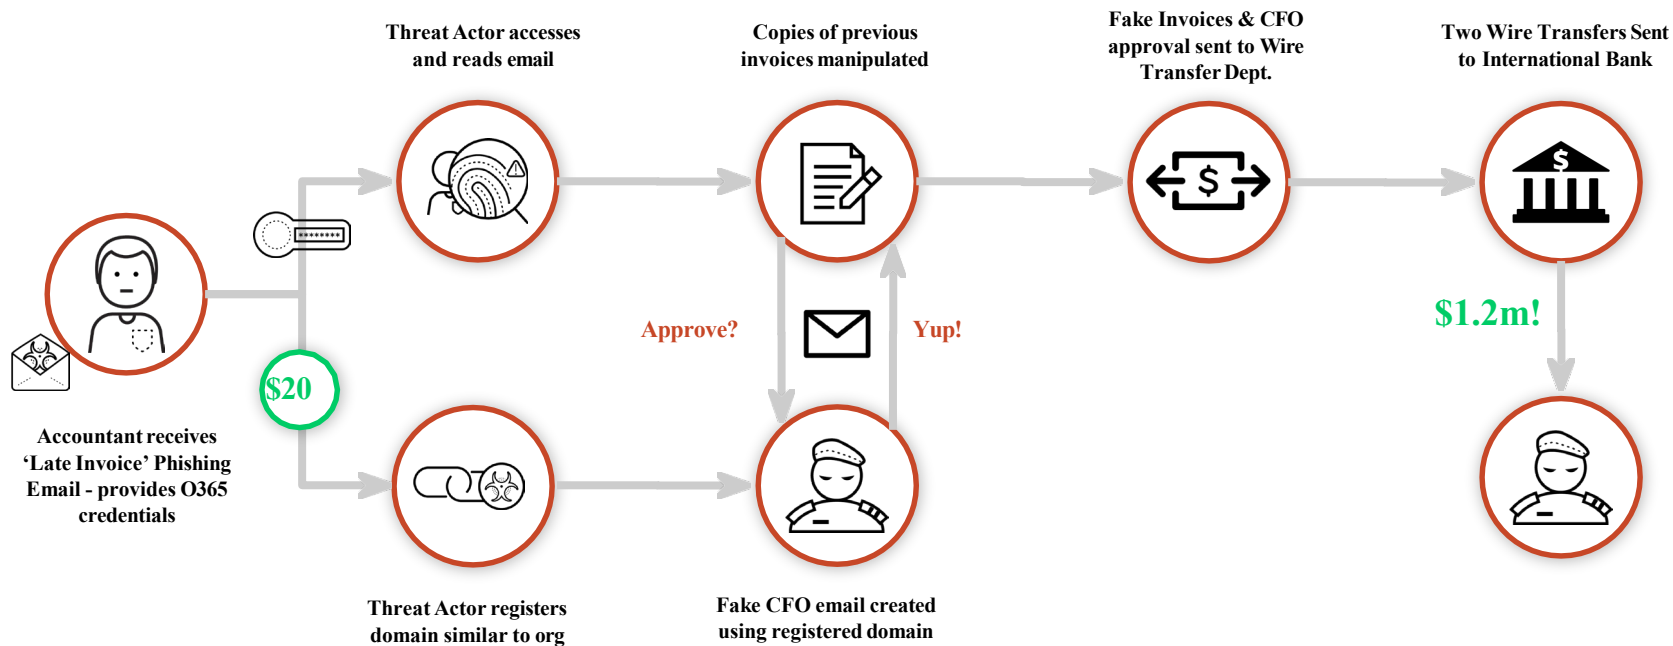 Threat Actor accesses
and reads email
Copies of previous
invoices manipulated
Fake Invoices & CFO
approval sent to Wire
Transfer Dept.
Two Wire Transfers Sent
to International Bank
********
$
$
Approve?
Yup!
$1.2m!
$20
Accountant receives
‘Late Invoice’ Phishing
Email - provides O365
credentials
Threat Actor registers
domain similar to org
Fake CFO email created
using registered domain